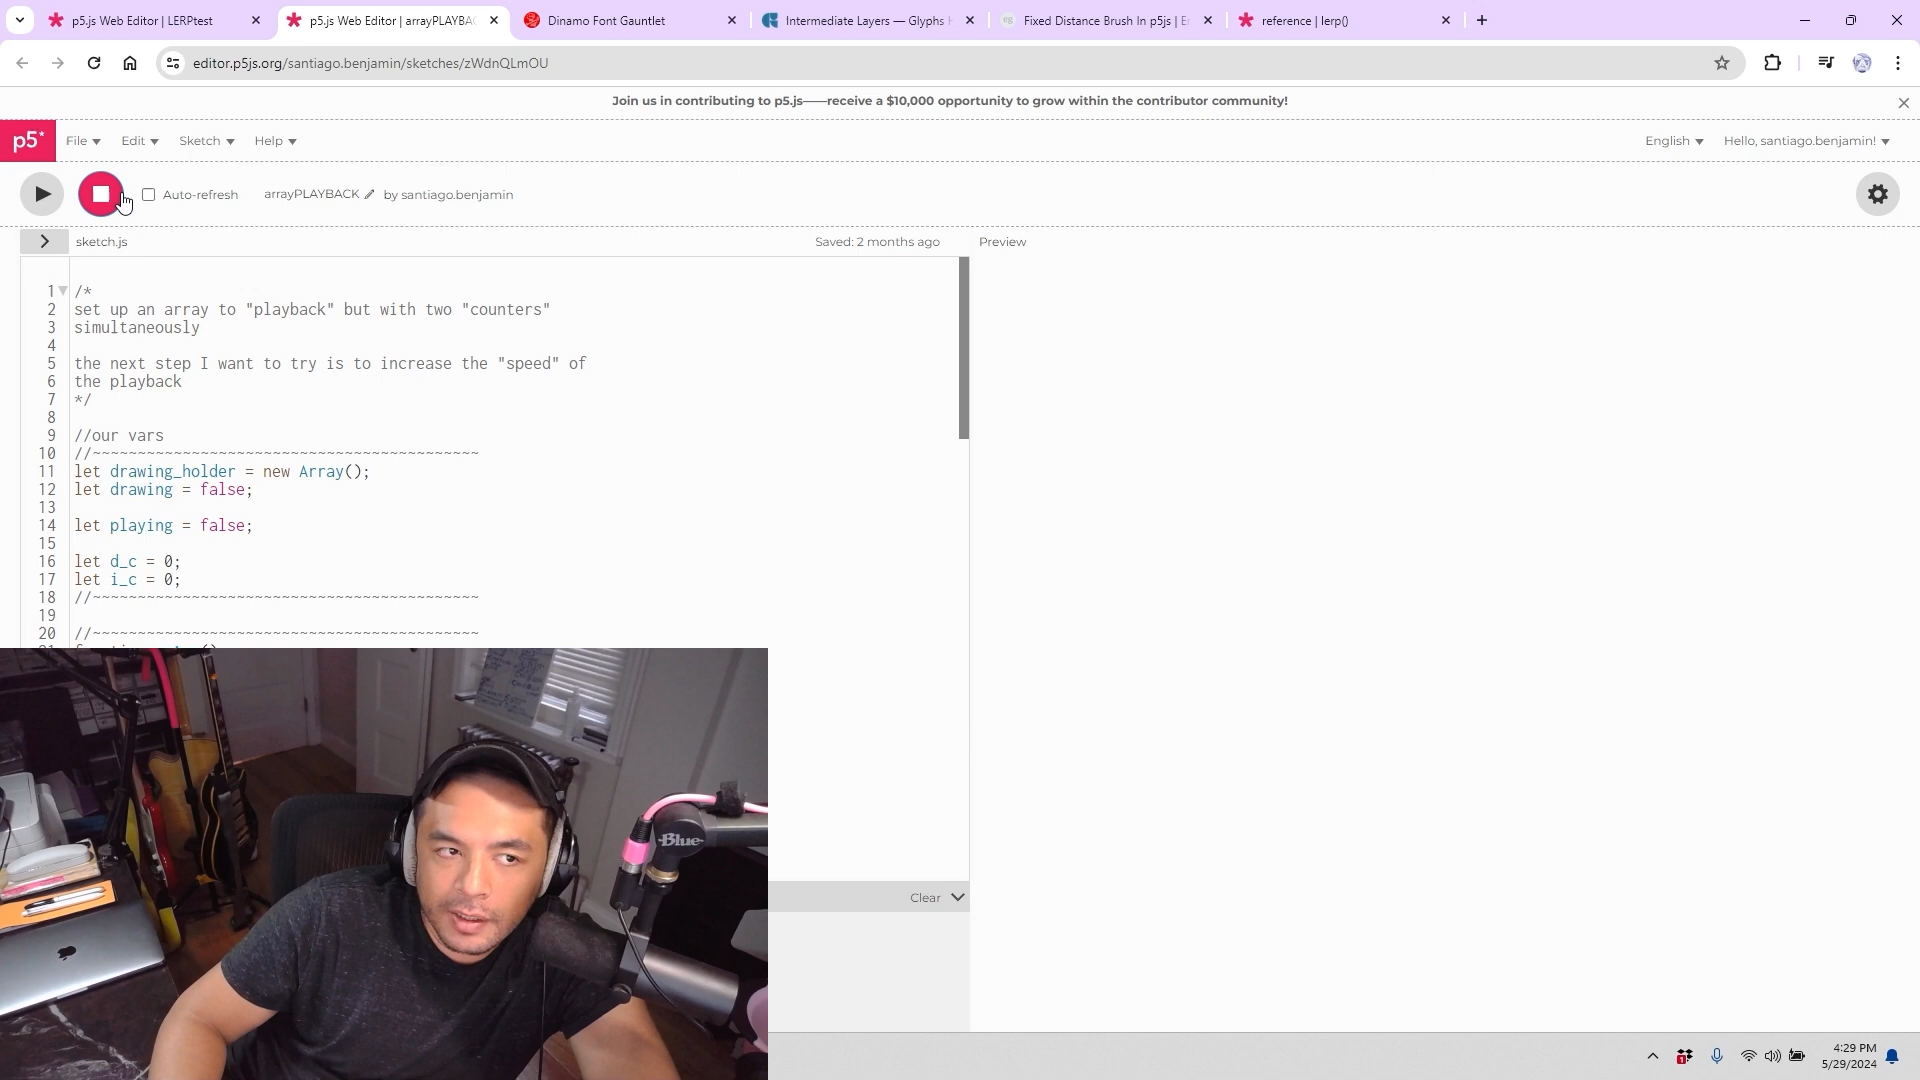 p5.js Web Editor | LERPtest
p5.js Web Editor | arrayPLAYBAC
Dinamo Font Gauntlet
Intermediate Layers — Glyphs H
Fixed Distance Brush In p5js | E
reference | lerp()
editor.p5js.org/santiago.benjamin/sketches/zWdnQLmOU
Join us in contributing to p5.js——receive a $10,000 opportunity to grow within the contributor community!
p5* File Edit Sketch Help English Hello, santiago.benjamin!
Auto-refresh arrayPLAYBACK by santiago.benjamin
sketch.js Saved: 2 months ago Preview
1 /*
2 set up an array to "playback" but with two "counters"
3 simultaneously
4
5 the next step I want to try is to increase the "speed" of
6 the playback
7 */
8
9 //our vars
10 //~~~~~~~~~~~~~~~~~~~~~~~~~~~~~~~~~~~~~~~~~~~
11 let drawing_holder = new Array();
12 let drawing = false;
13
14 let playing = false;
15
16 let d_c = 0;
17 let i_c = 0;
18 //~~~~~~~~~~~~~~~~~~~~~~~~~~~~~~~~~~~~~~~~~~~
19
20 //~~~~~~~~~~~~~~~~~~~~~~~~~~~~~~~~~~~~~~~~~~~
Blue
Clear
4:29 PM
5/29/2024